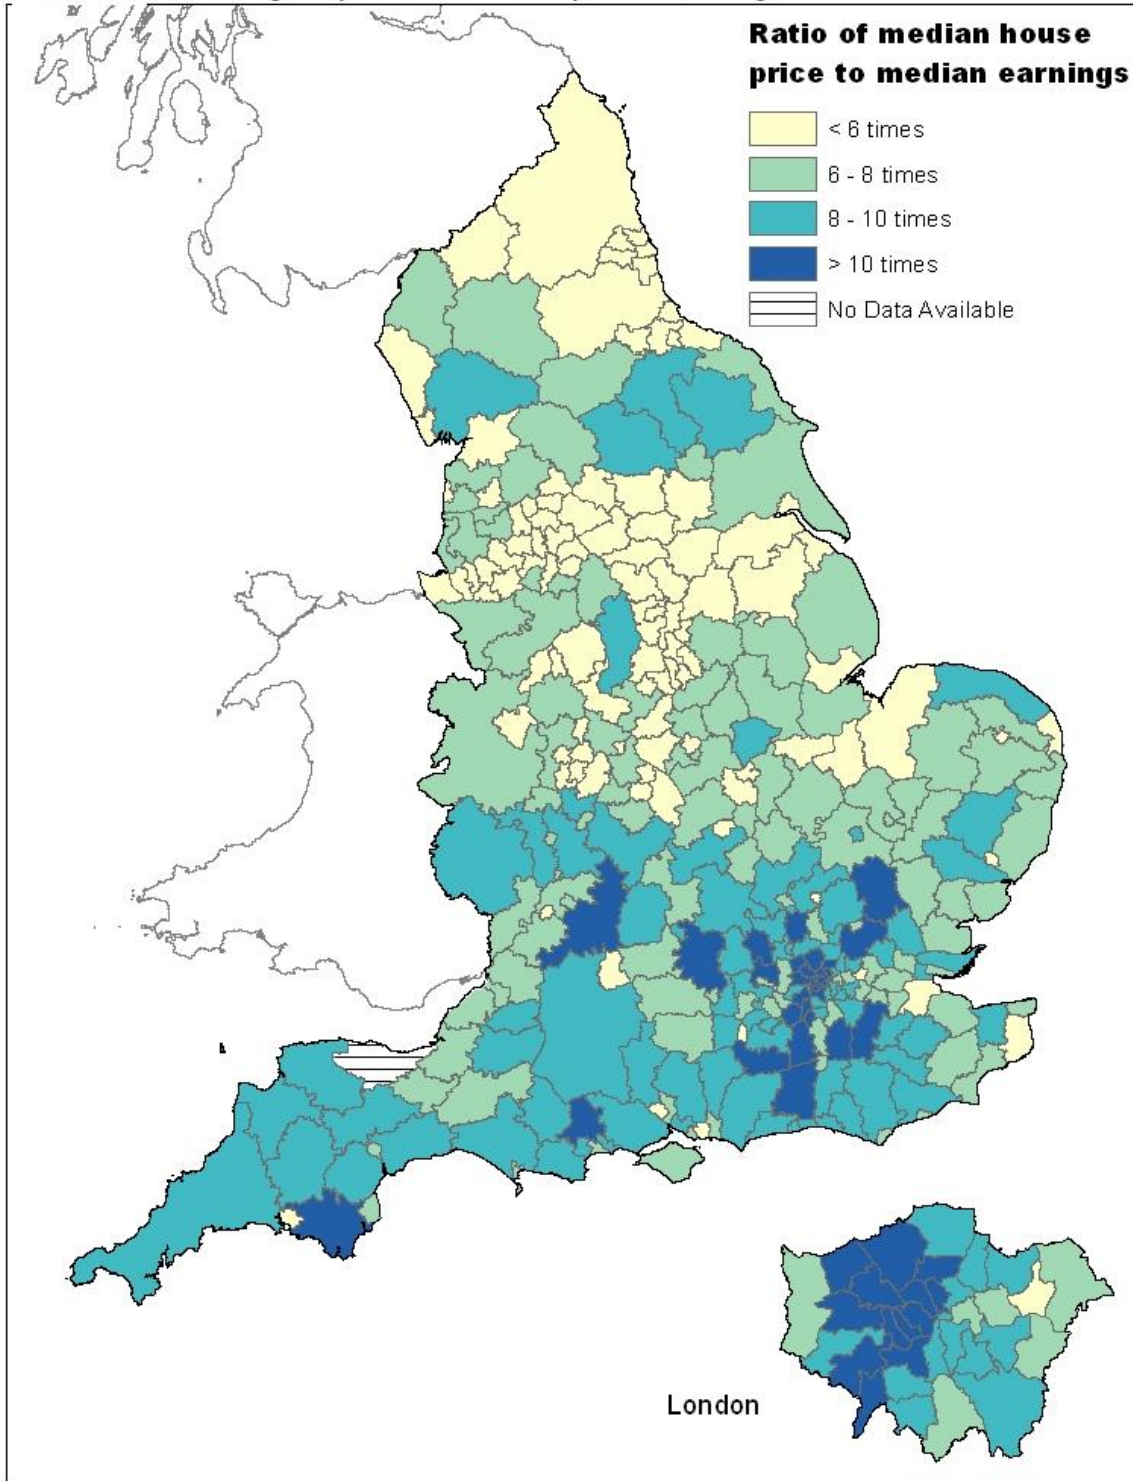 Ratio of median house
price to median earnings
< 6 times
6 - 8 times
8 - 10 times
> 10 times
No Data Available
London